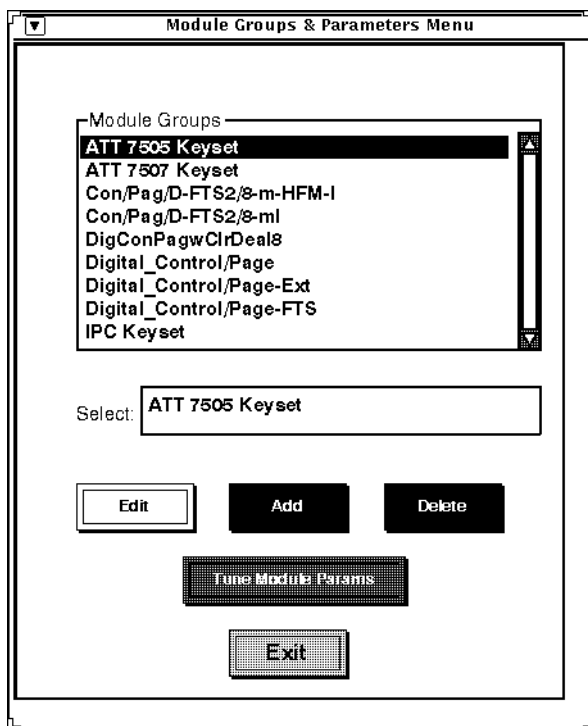 Module Groups & Parameters Menu
Module Groups
ATT 7505 Keyset
ATT 7507 Keyset
Con/Pag/D-FTS2/8-m-HFM-I
Con/Pag/D-FTS2/8-ml
DigConPagwClrDeal8
Digital_Control/Page
Digital_Control/Page-Ext
Digital_Control/Page-FTS
IPC Keyset
Select: ATT 7505 Keyset
Edit Add Delete
Tune Module Params
Exit